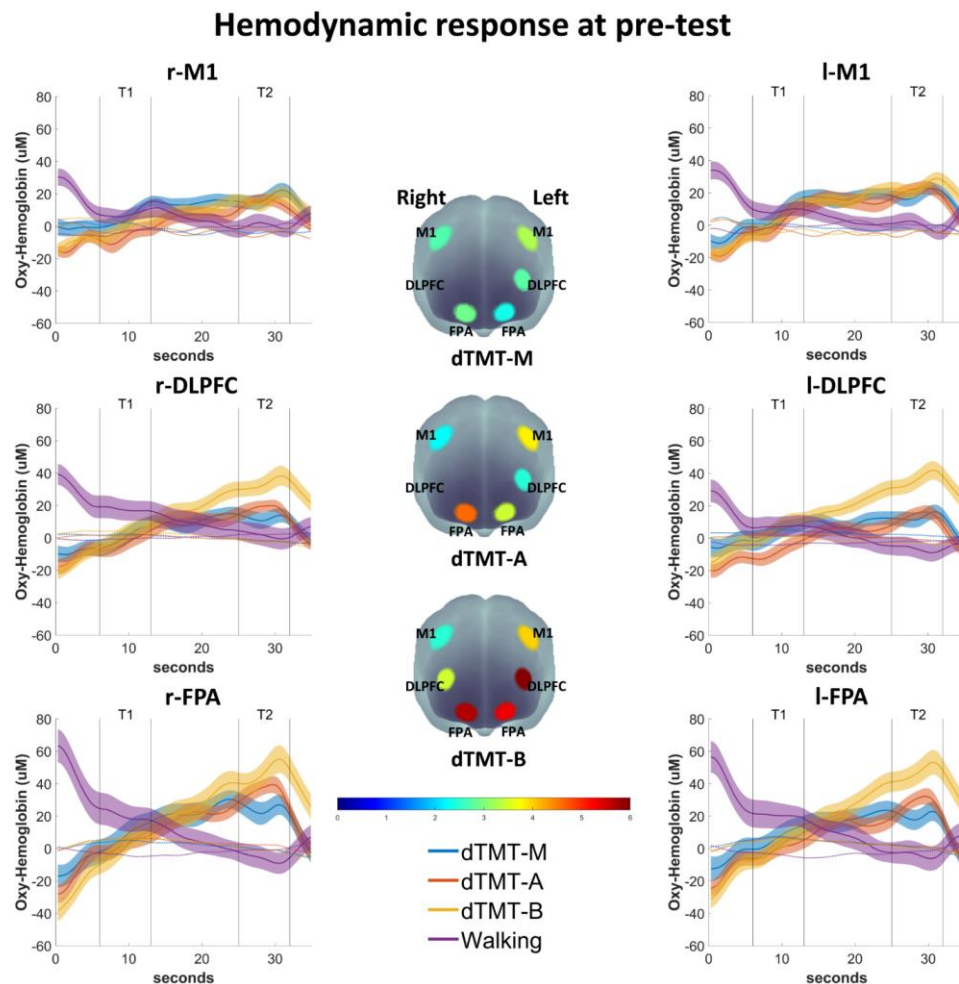 Hemodynamic response at pre-test
r-M1
T1
T2
80
60
40
20
0
-20
-40
-60
Oxy-Hemoglobin (uM)
0
10
20
30
seconds
l-M1
T1
T2
80
60
40
20
0
-20
-40
-60
Oxy-Hemoglobin (uM)
0
10
20
30
seconds
Right
Left
M1
M1
DLPFC
DLPFC
FPA
FPA
dTMT-M
r-DLPFC
T1
T2
80
60
40
20
0
-20
-40
-60
Oxy-Hemoglobin (uM)
0
10
20
30
seconds
M1
M1
DLPFC
DLPFC
FPA
FPA
dTMT-A
l-DLPFC
T1
T2
80
60
40
20
0
-20
-40
-60
Oxy-Hemoglobin (uM)
0
10
20
30
seconds
M1
M1
DLPFC
DLPFC
FPA
FPA
dTMT-B
r-FPA
T1
T2
80
60
40
20
0
-20
-40
-60
Oxy-Hemoglobin (uM)
0
10
20
30
seconds
0
1
2
3
4
5
6
dTMT-M
dTMT-A
dTMT-B
Walking
l-FPA
T1
T2
80
60
40
20
0
-20
-40
-60
Oxy-Hemoglobin (uM)
0
10
20
30
seconds